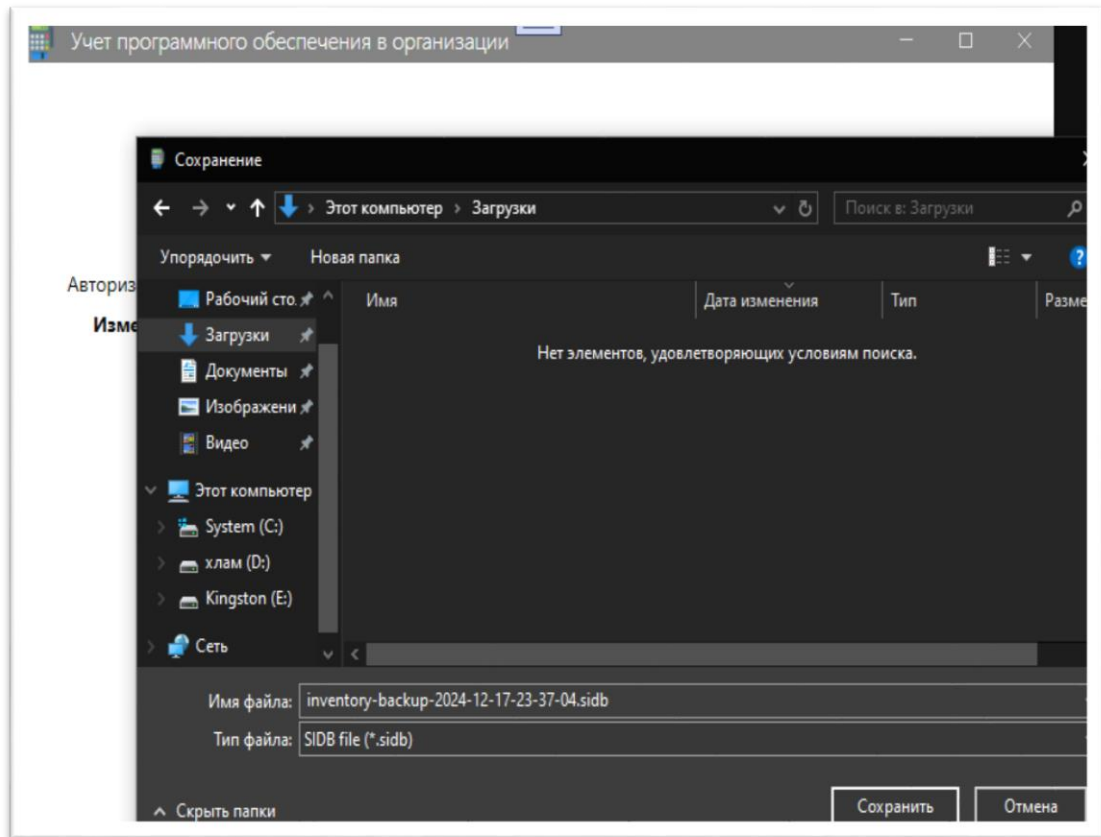 Учет программного обеспечения в организации
Сохранение
Этот компьютер > Загрузки
Поиск в: Загрузки
Упорядочить
Новая папка
Авториз
Изме
Рабочий сто.
Загрузки
Документы
Изображени
Видео
Этот компьютер
System (C:)
хлам (D:)
Kingston (E:)
Сеть
Имя
Дата изменения
Тип
Разме
Нет элементов, удовлетворяющих условиям поиска.
Имя файла: inventory-backup-2024-12-17-23-37-04.sidb
Тип файла: SIDB file (*.sidb)
Скрыть папки
Сохранить
Отмена